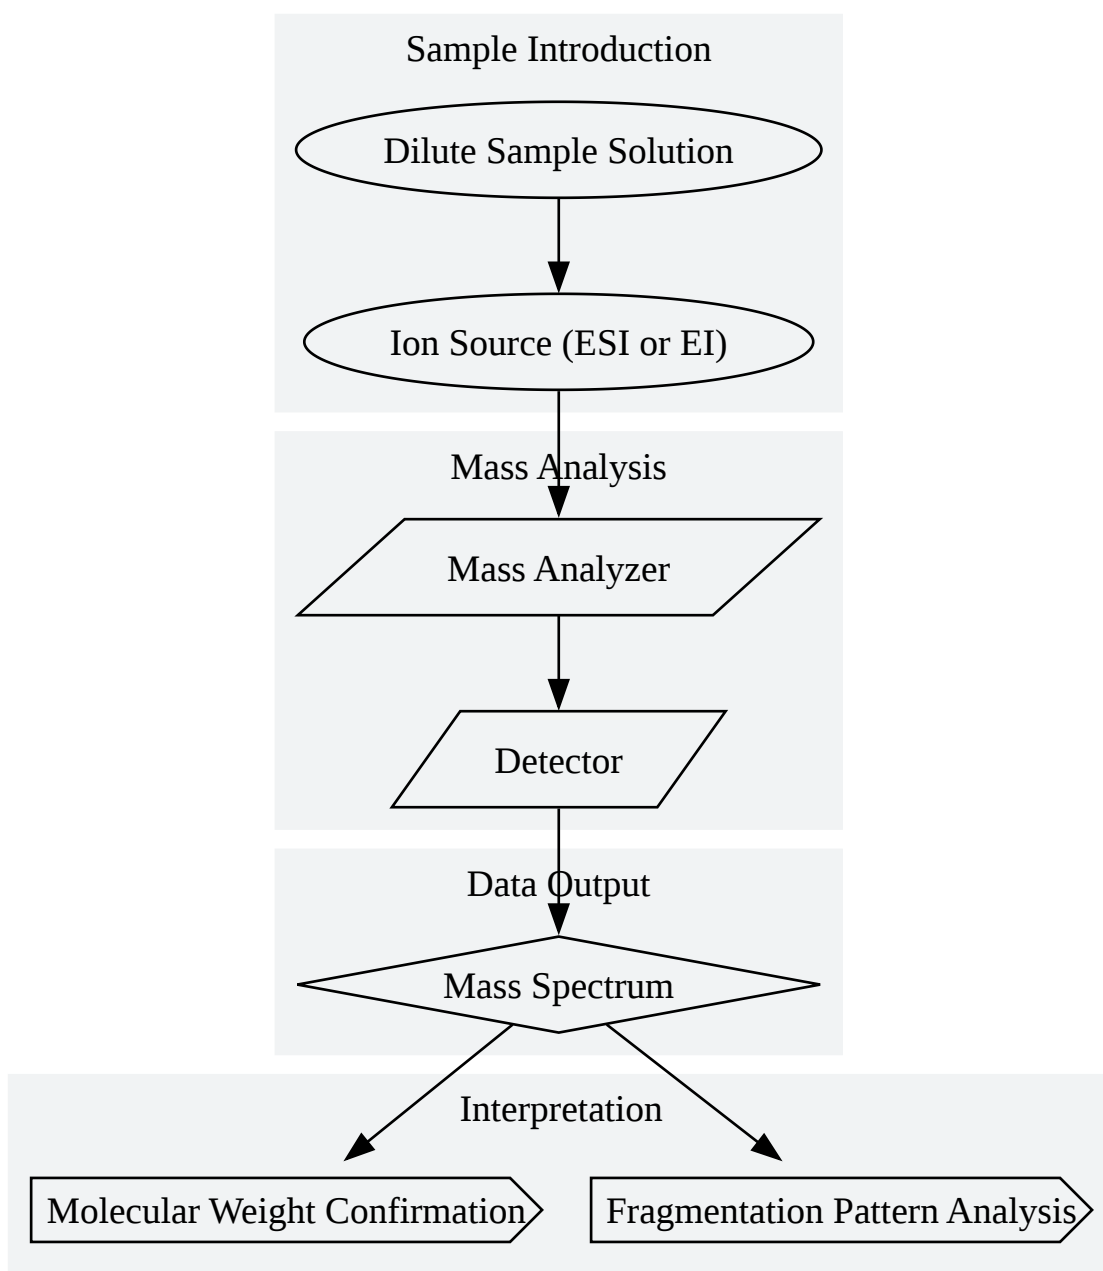 Sample Introduction
Dilute Sample Solution
Ion Source (ESI or EI)
Mass Analysis
Mass Analyzer
Detector
Data Output
Mass Spectrum
Interpretation
Molecular Weight Confirmation
Fragmentation Pattern Analysis